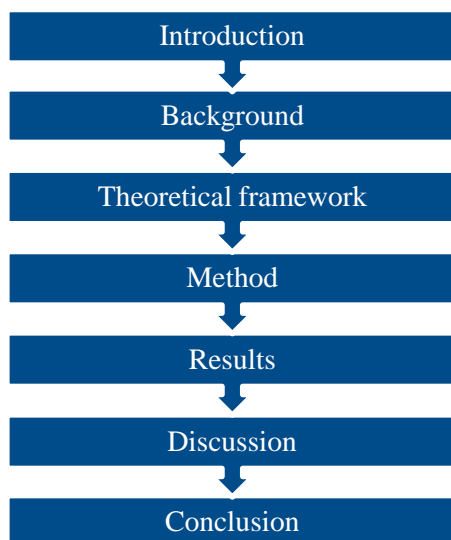 Introduction
Background
Theoretical framework
Method
Results
Discussion
Conclusion